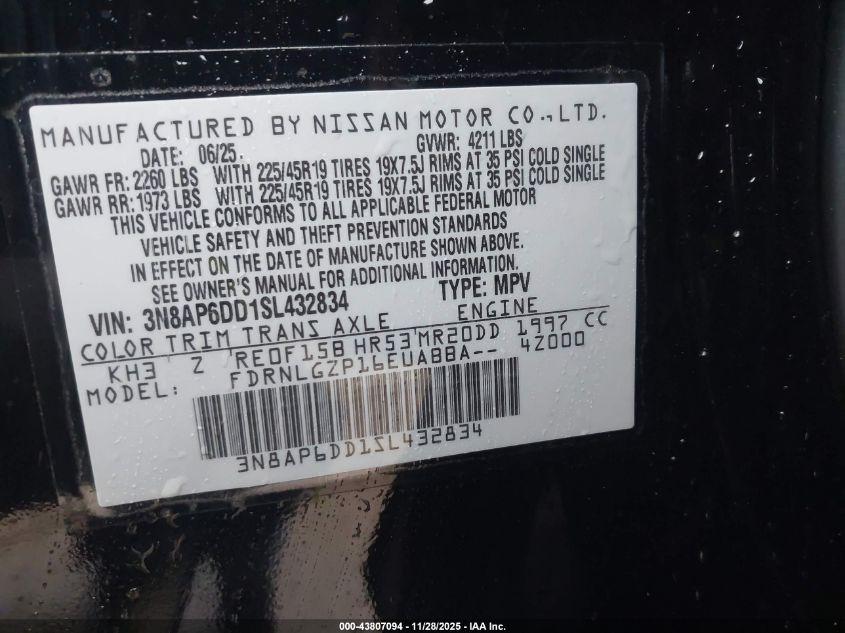 MANUFACTURED BY NISSAN MOTOR CO., LTD.
DATE: 06/25. GVWR: 4211 LBS
GAWR FR: 2260 LBS WITH 225/45R19 TIRES 19X7.5J RIMS AT 35 PSI COLD SINGLE
GAWR RR: 1973 LBS WITH 225/45R19 TIRES 19X7.5J RIMS AT 35 PSI COLD SINGLE
THIS VEHICLE CONFORMS TO ALL APPLICABLE FEDERAL MOTOR
VEHICLE SAFETY AND THEFT PREVENTION STANDARDS
IN EFFECT ON THE DATE OF MANUFACTURE SHOWN ABOVE.
SEE OWNER'S MANUAL FOR ADDITIONAL INFORMATION.
VIN: 3N8AP6DD1SL432834 TYPE: MPV
COLOR TRIM TRANS AXLE ENGINE
KH3 Z RE0F15B HR53 MR20DD 1997 CC
MODEL: FDRNLGZP16EUA88A-- 4Z000
3N8AP6DD1SL432834
000-43807094 - 11/28/2025 - IAA Inc.